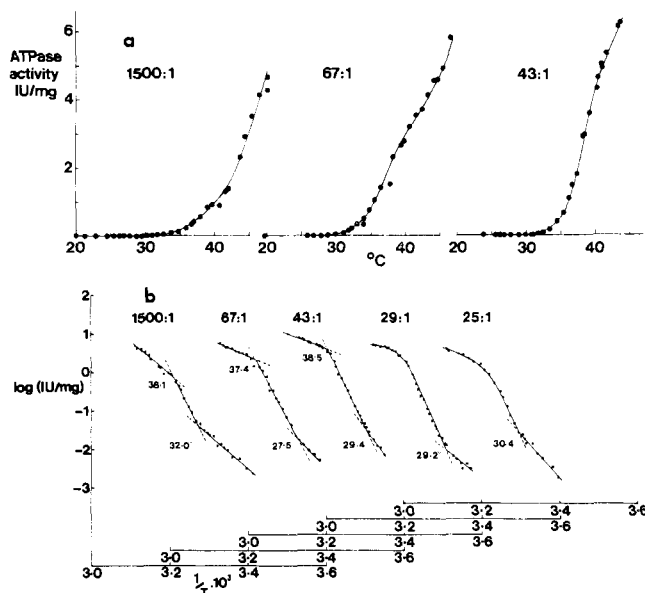 a
6
ATPase
activity
IU/mg
4
2
1500:1
67:1
43:1
20 30 20 30 40 20 30 40
°C
b
1500:1 67:1 43:1 29:1 25:1
2
1
0
-1
-2
-3
log (IU/mg)
38·1
32·0
37·4
27·5
38·5
29·4
29·2
30·4
3·0 3·2 3·4 3·6
3·0 3·2 3·4 3·6
3·0 3·2 3·4 3·6
3·0 3·2 3·4 3·6
3·0 3·2 3·4 3·6
1/T ·10³